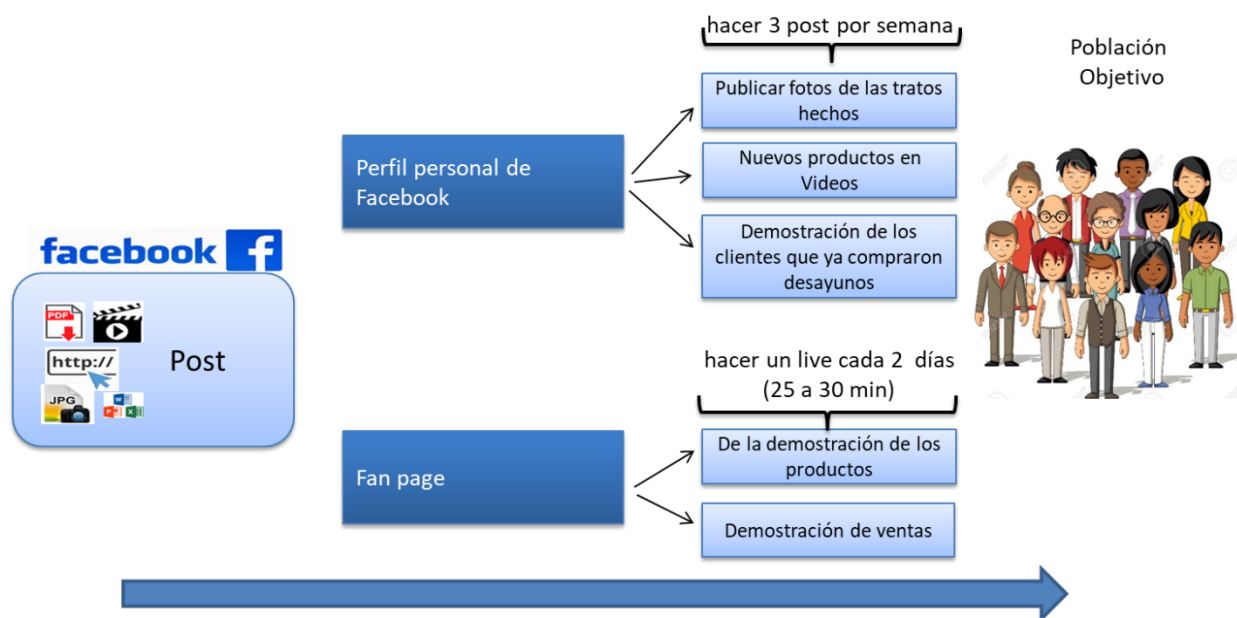 hacer 3 post por semana
Población
Objetivo
Publicar fotos de las tratos
hechos
Perfil personal de
Facebook
Nuevos productos en
Videos
Demostración de los
clientes que ya compraron
desayunos
facebook f
PDF
http://
Post
JPG
W
P X
hacer un live cada 2 días
(25 a 30 min)
De la demostración de los
productos
Fan page
Demostración de ventas